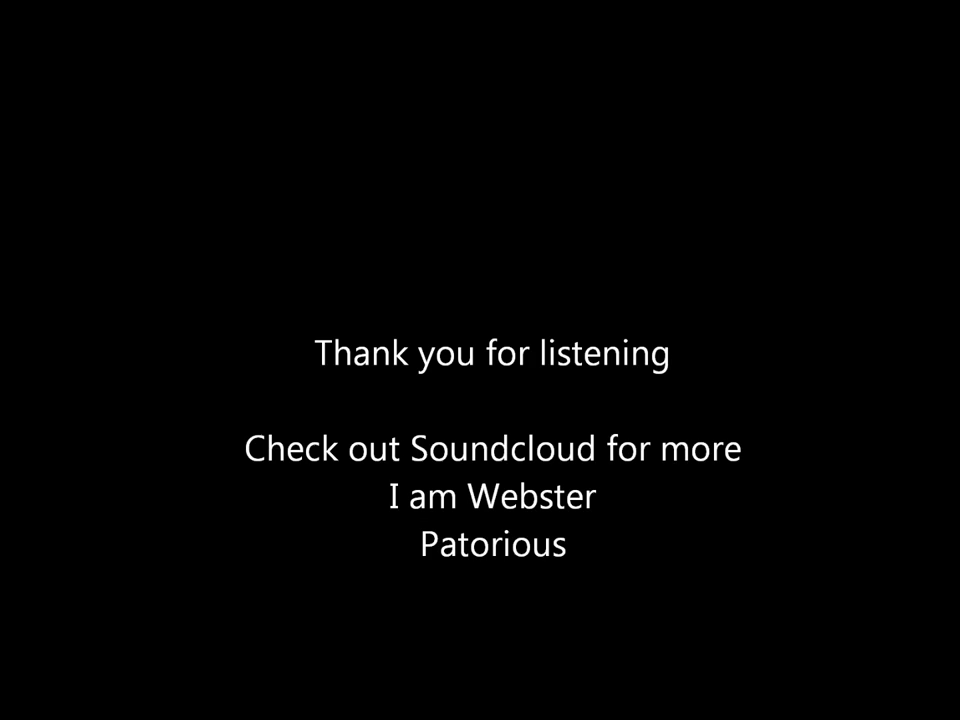 Thank you for listening
Check out Soundcloud for more
I am Webster
Patorious